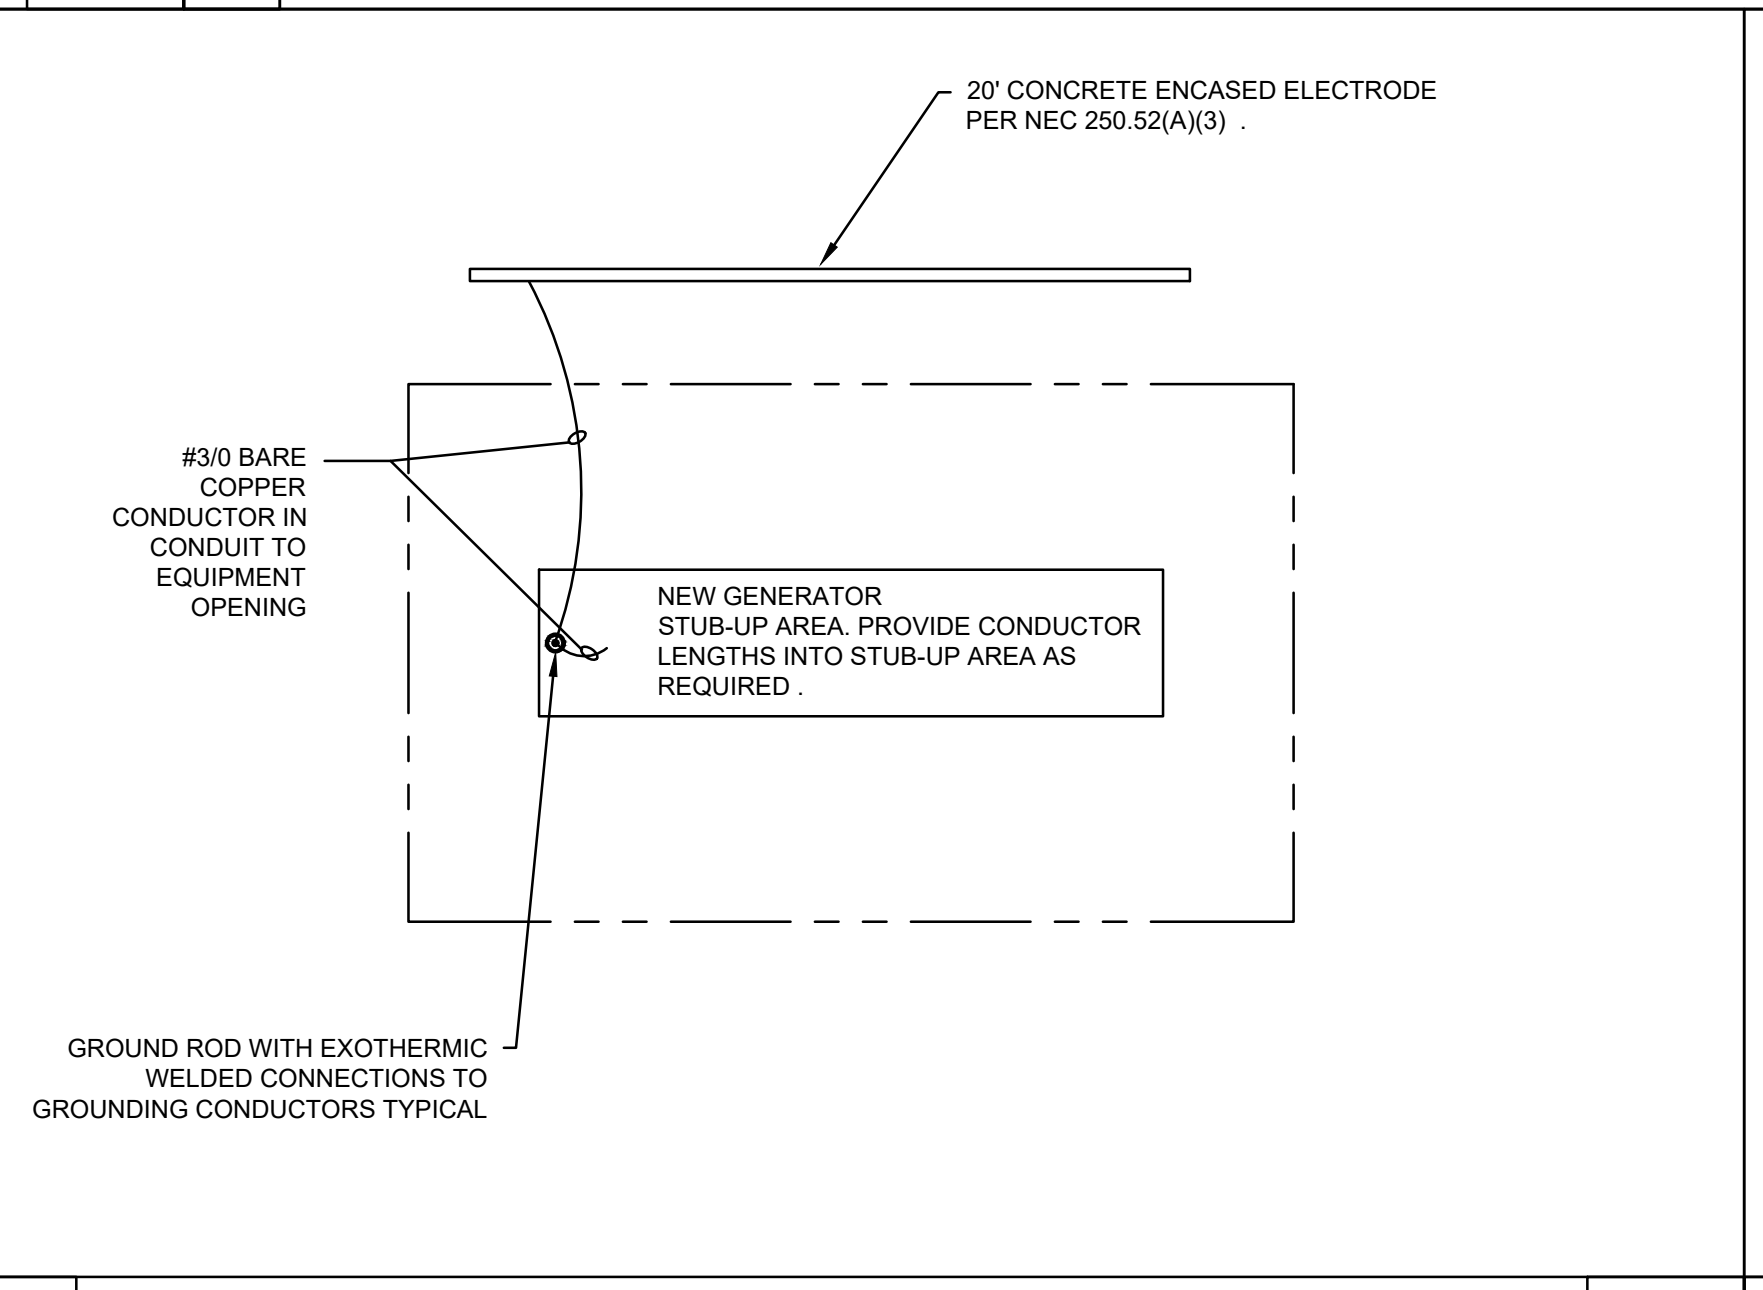 20' CONCRETE ENCASED ELECTRODE
PER NEC 250.52(A)(3) .
#3/0 BARE
COPPER
CONDUCTOR IN
CONDUIT TO
EQUIPMENT
OPENING
NEW GENERATOR
STUB-UP AREA. PROVIDE CONDUCTOR
LENGTHS INTO STUB-UP AREA AS
REQUIRED .
GROUND ROD WITH EXOTHERMIC
WELDED CONNECTIONS TO
GROUNDING CONDUCTORS TYPICAL